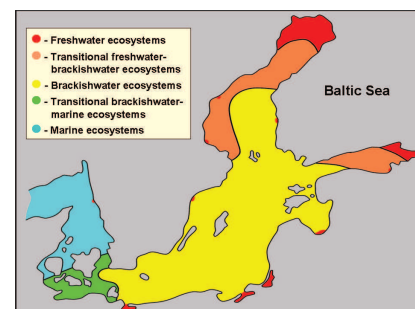 - Freshwater ecosystems
- Transitional freshwater-
brackishwater ecosystems
- Brackishwater ecosystems
- Transitional brackishwater-
marine ecosystems
- Marine ecosystems
Baltic Sea